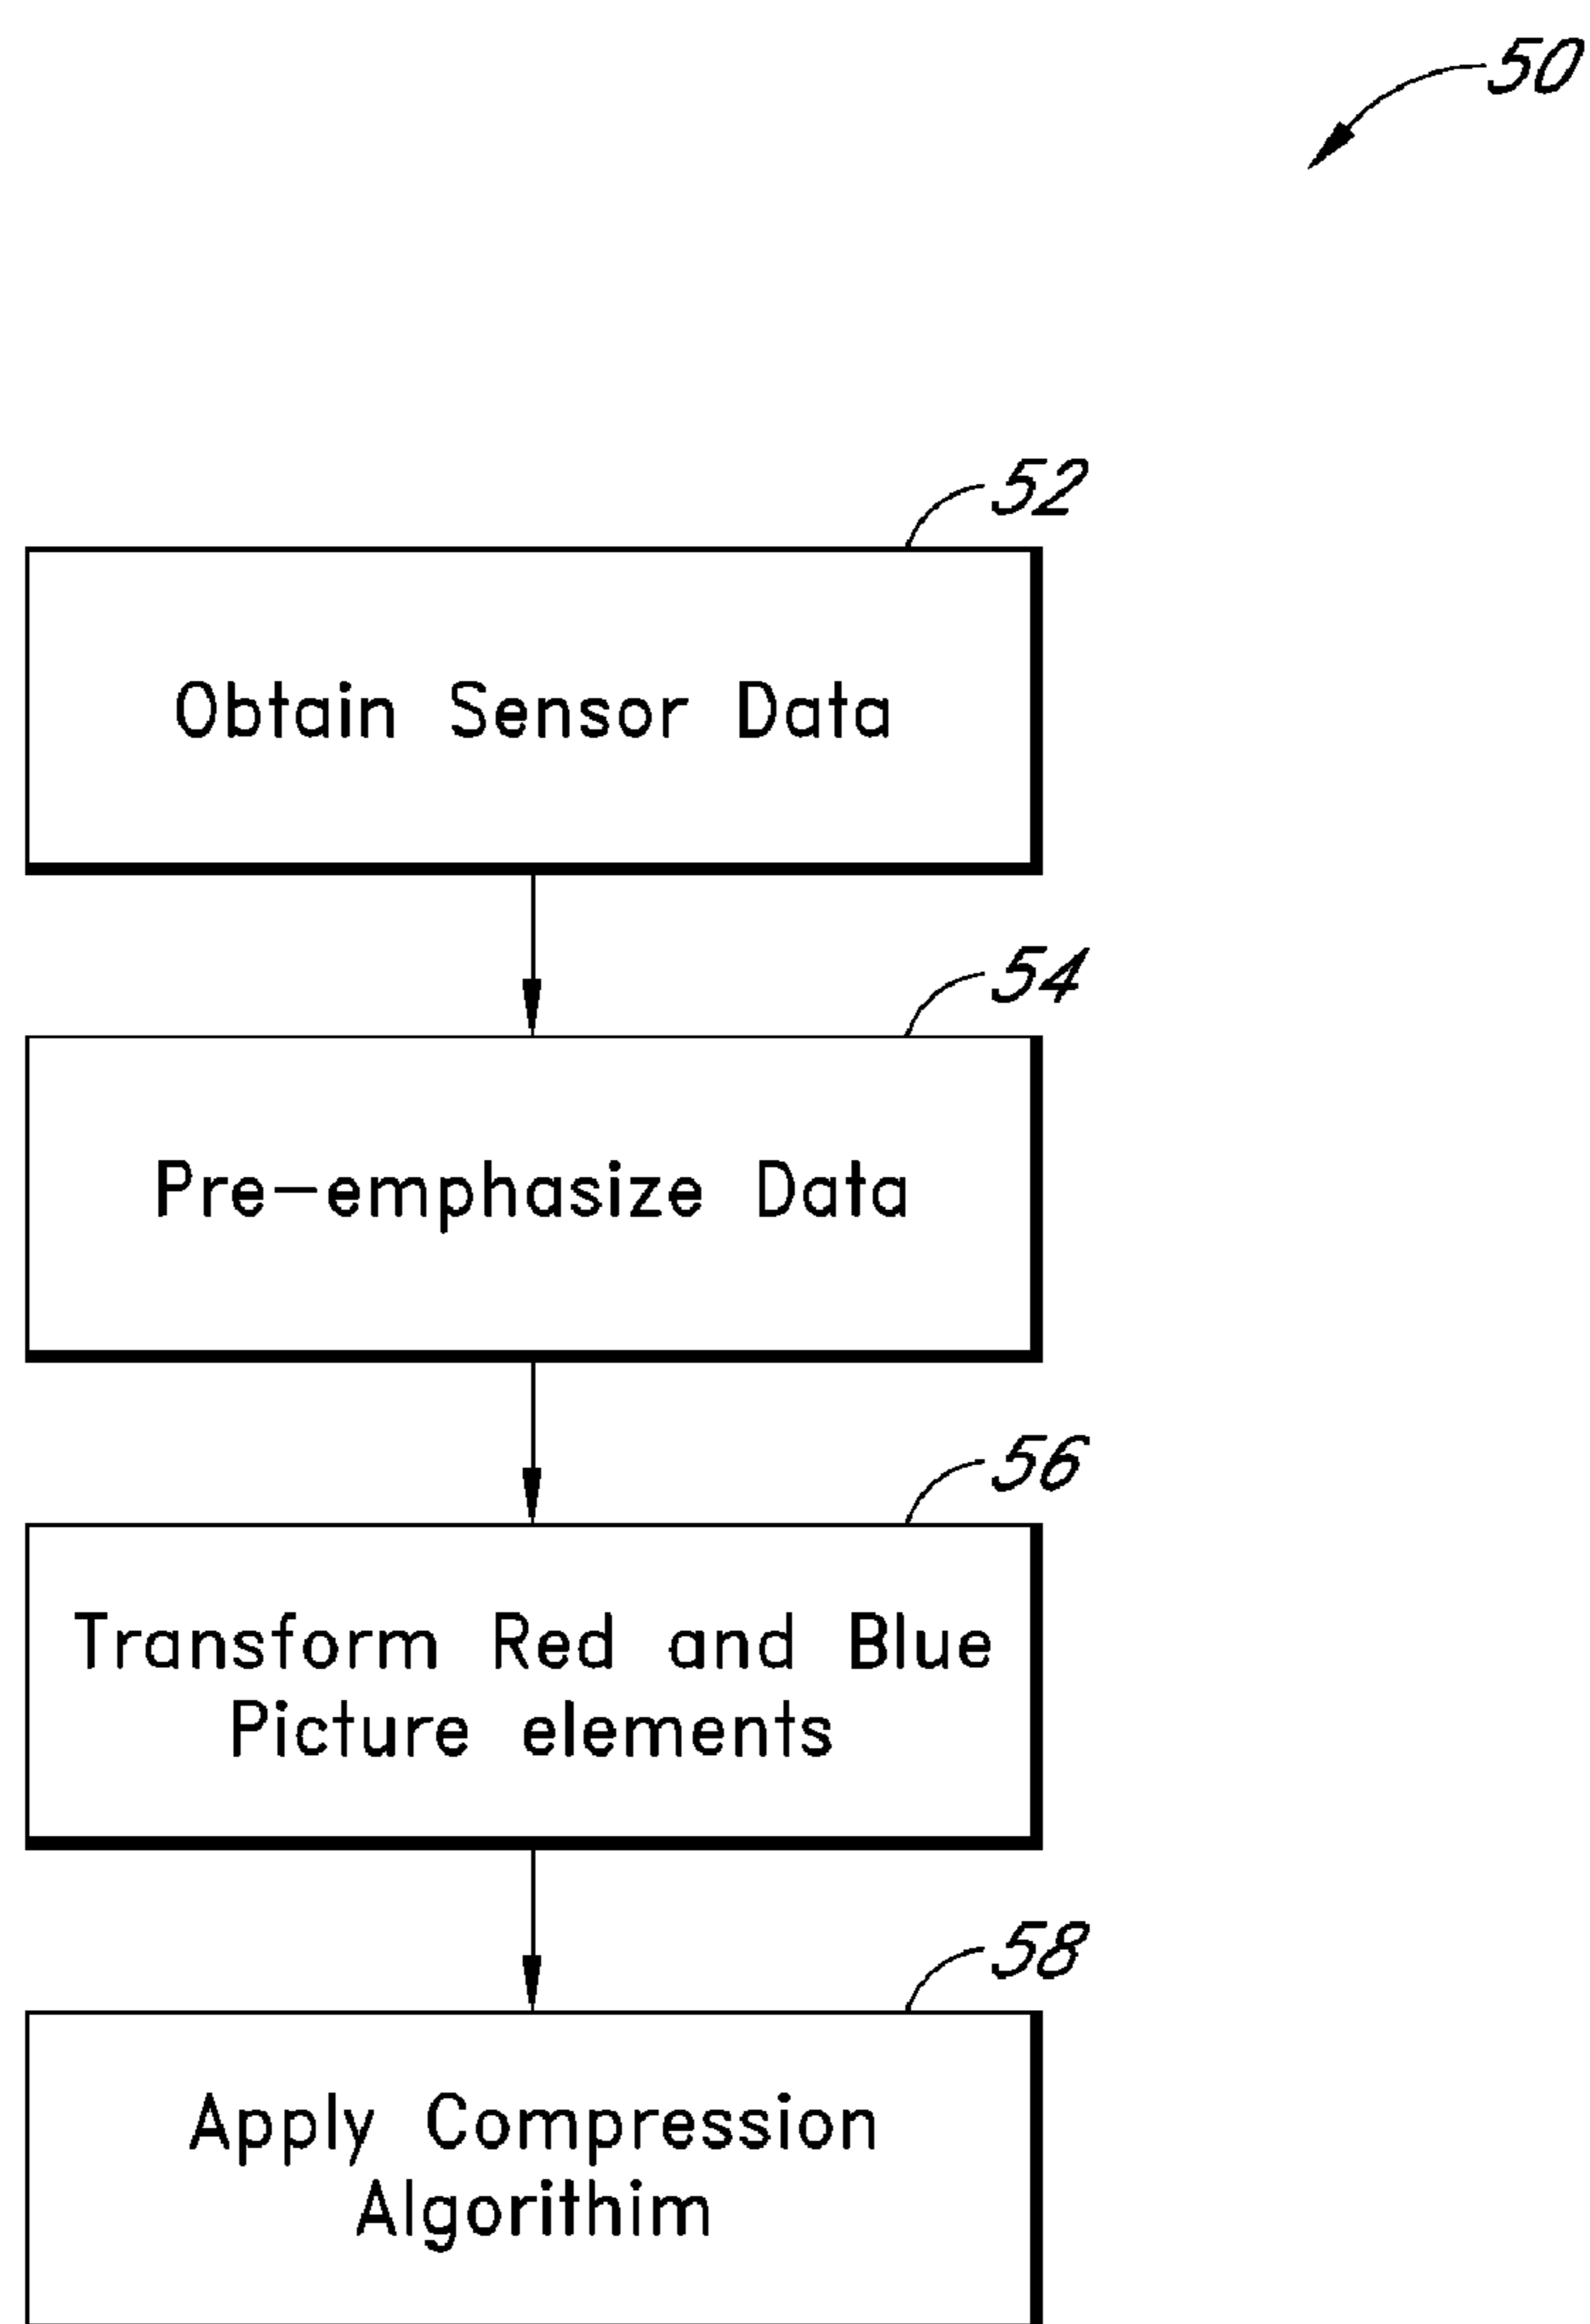 50
52
Obtain Sensor Data
54
Pre-emphasize Data
56
Transform Red and Blue
Picture elements
58
Apply Compression
Algorithim